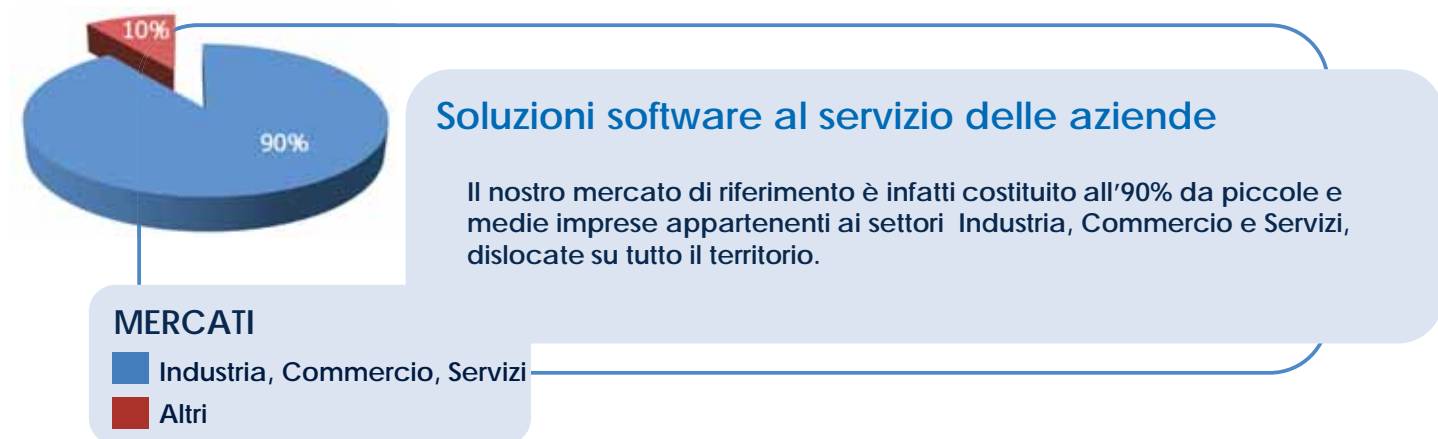 10%
90%
Soluzioni software al servizio delle aziende
Il nostro mercato di riferimento è infatti costituito all'90% da piccole e
medie imprese appartenenti ai settori Industria, Commercio e Servizi,
dislocate su tutto il territorio.
MERCATI
Industria, Commercio, Servizi
Altri